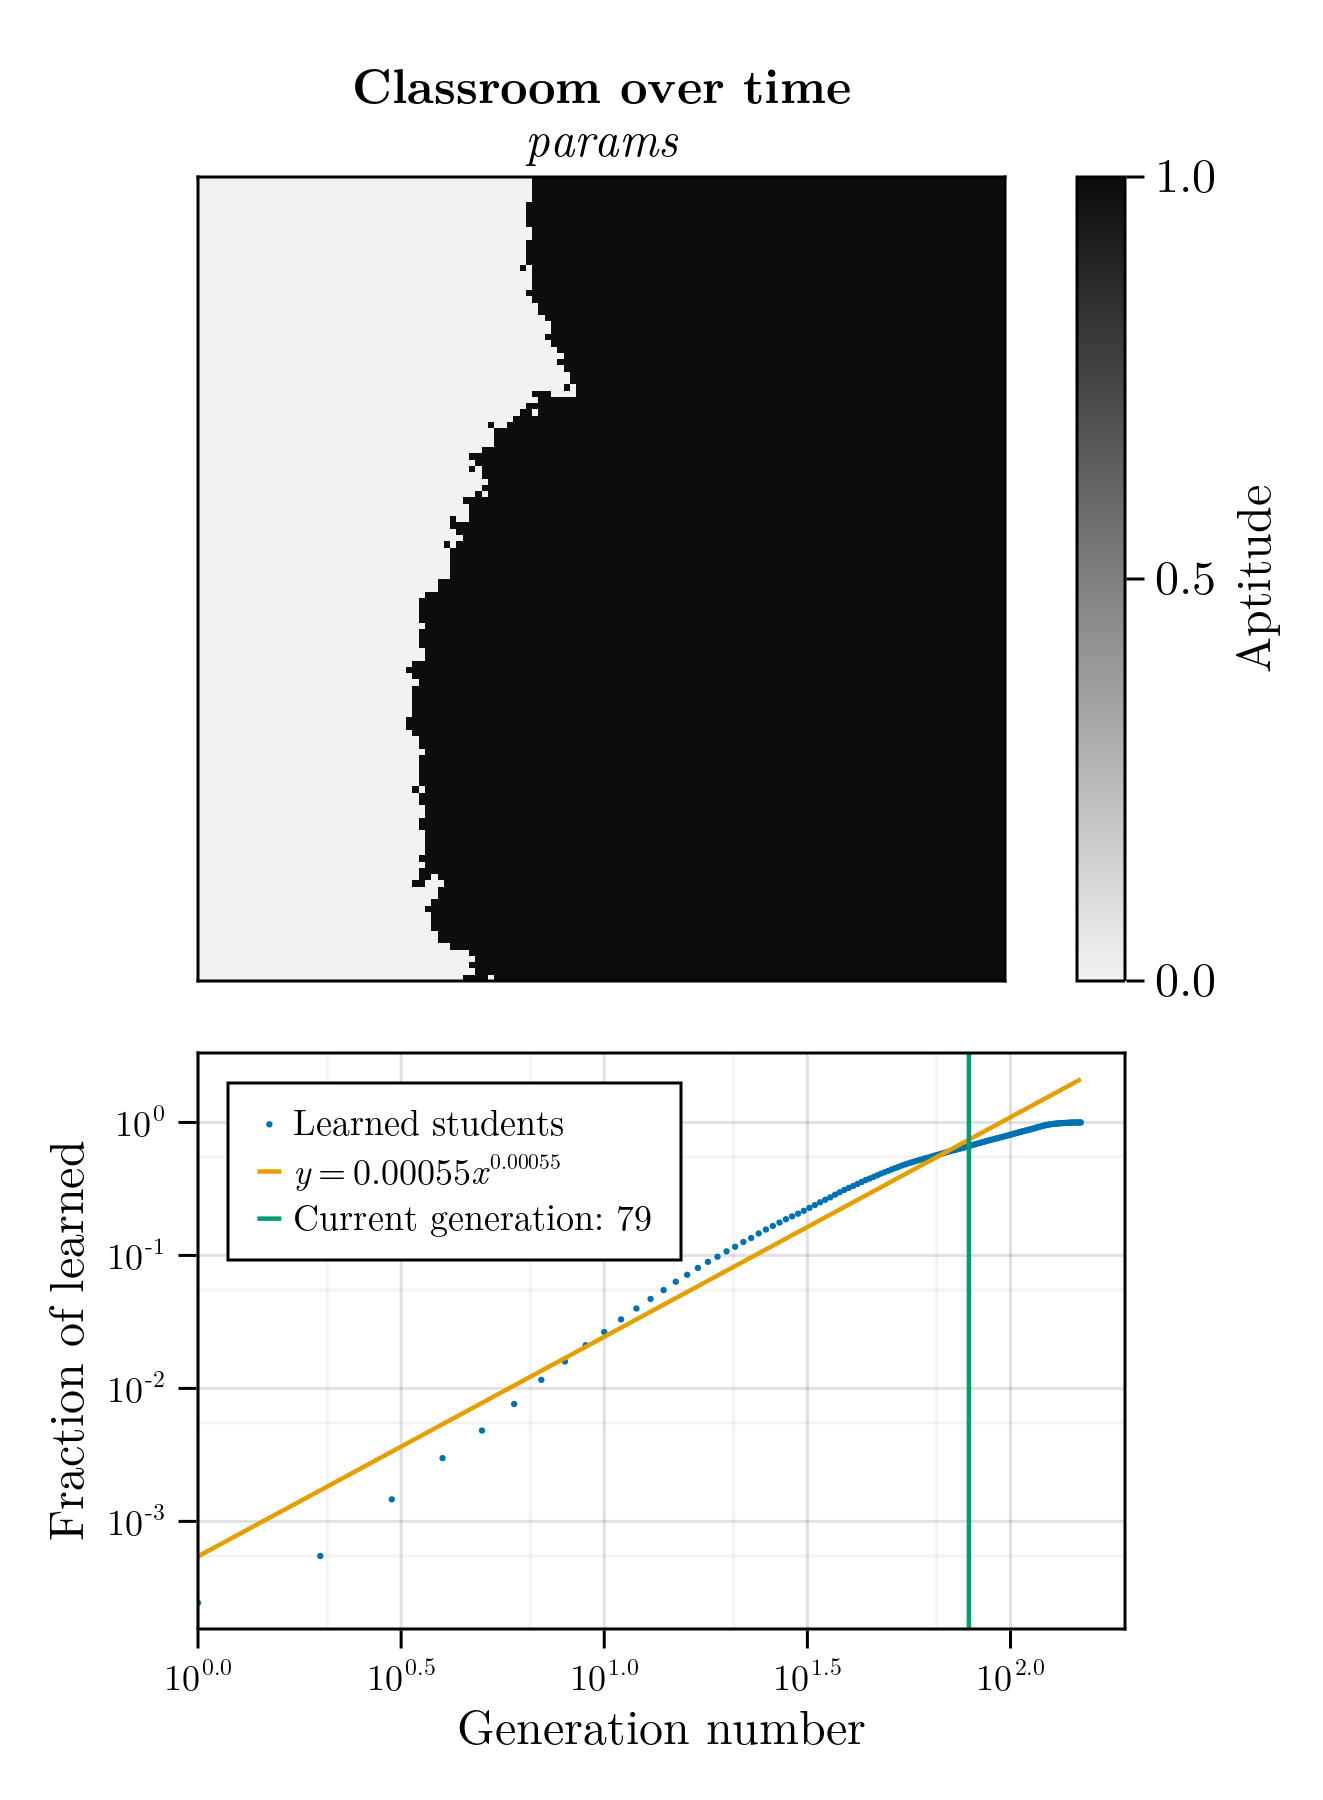 Classroom over time
params
1.0
0.5
0.0
Aptitude
Learned students
y = 0.00055x^0.00055
Current generation: 79
10^0
10^-1
10^-2
10^-3
Fraction of learned
10^0.0 10^0.5 10^1.0 10^1.5 10^2.0
Generation number